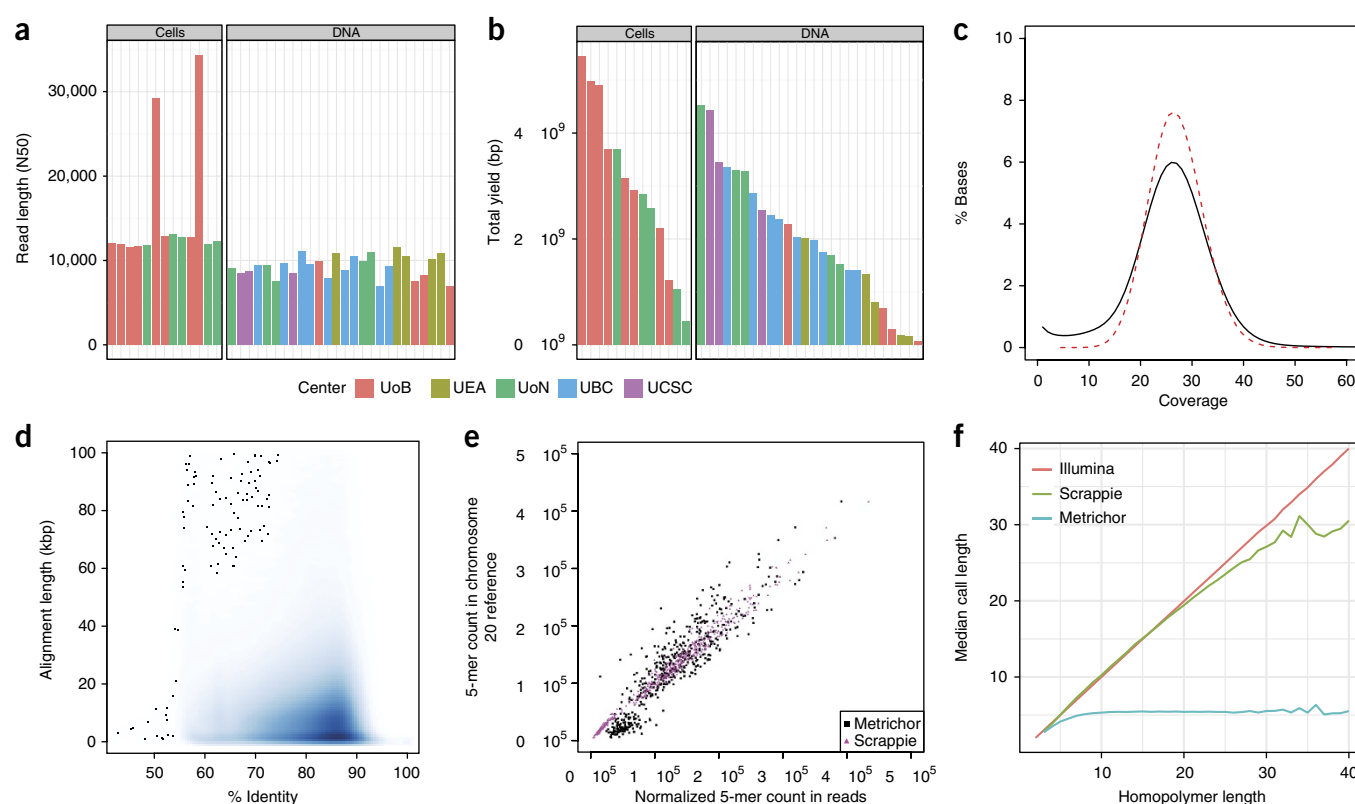 a
Cells
DNA
Read length (N50)
30,000
20,000
10,000
0
b
Cells
DNA
Total yield (bp)
4 10⁹
2 10⁹
0 10⁹
Center UoB UEA UoN UBC UCSC
c
% Bases
10
8
6
4
2
0
0 10 20 30 40 50 60
Coverage
d
Alignment length (kbp)
100
80
60
40
20
0
50 60 70 80 90 100
% Identity
e
5-mer count in chromosome
20 reference
5 10⁵
4 10⁵
3 10⁵
2 10⁵
1 10⁵
0 10⁵
Metrichor
Scrappie
0 10⁵ 1 10⁵ 2 10⁵ 3 10⁵ 4 10⁵ 5 10⁵
Normalized 5-mer count in reads
f
Median call length
40
30
20
10
Illumina
Scrappie
Metrichor
10 20 30 40
Homopolymer length